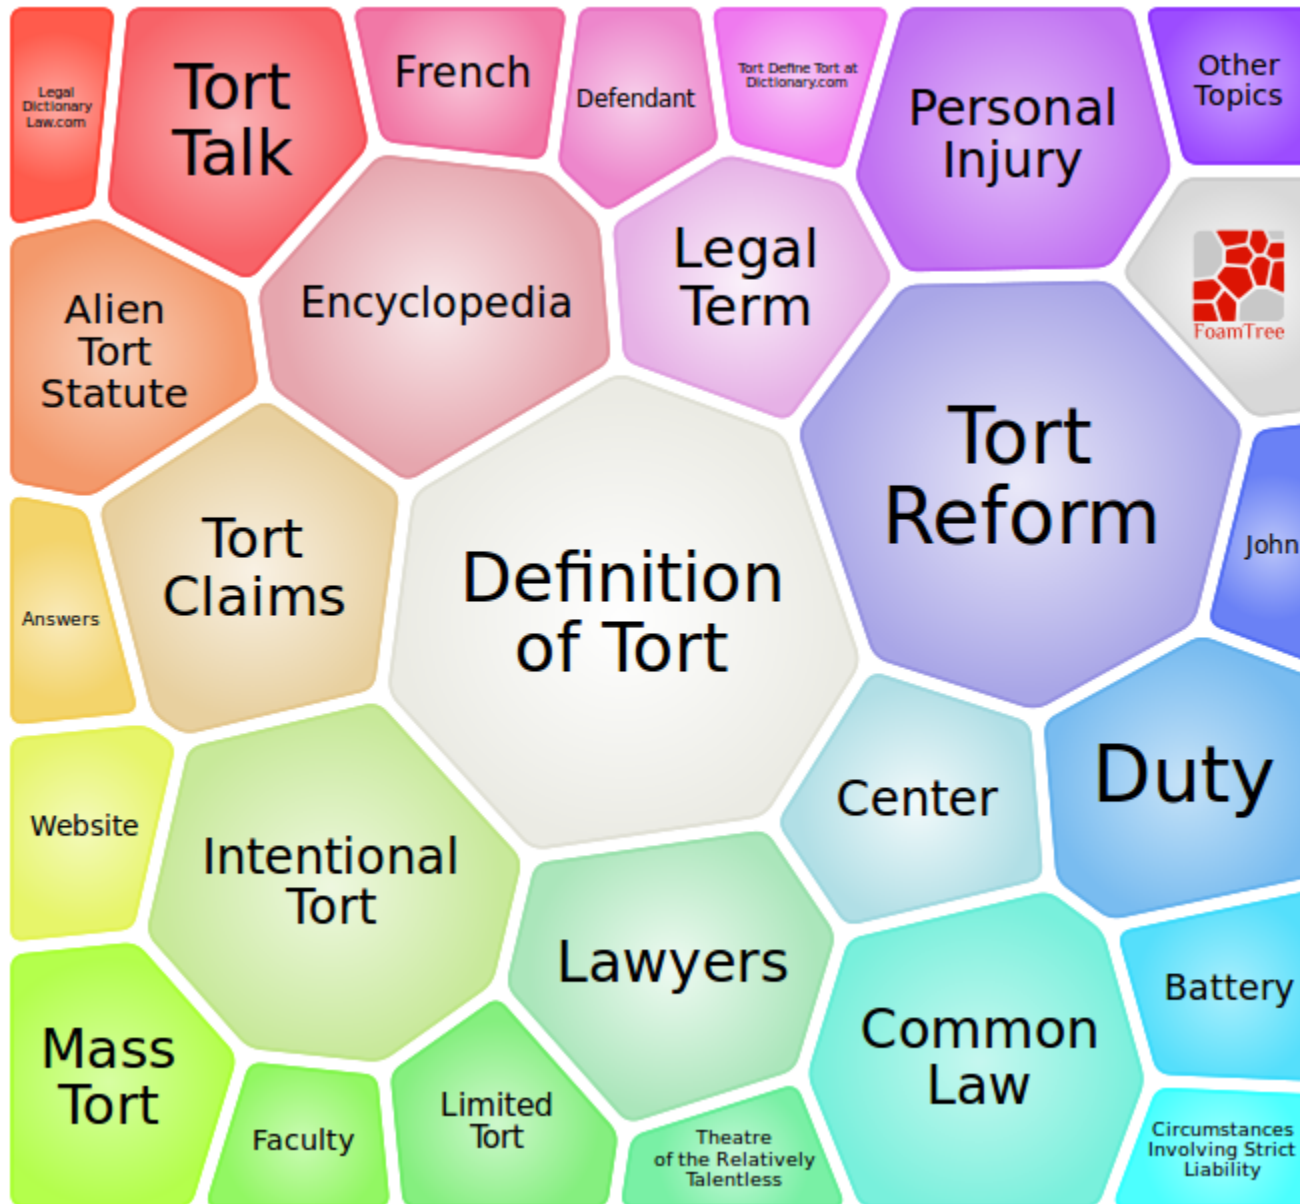 Legal
Dictionary
Law.com
Tort
Talk
French
Defendant
Tort Define Tort at
Dictionary.com
Personal
Injury
Other
Topics
Alien
Tort
Statute
Encyclopedia
Legal
Term
FoamTree
Tort
Reform
John
Answers
Tort
Claims
Definition
of Tort
Website
Intentional
Tort
Center
Duty
Lawyers
Mass
Tort
Faculty
Limited
Tort
Theatre
of the Relatively
Talentless
Common
Law
Battery
Circumstances
Involving Strict
Liability